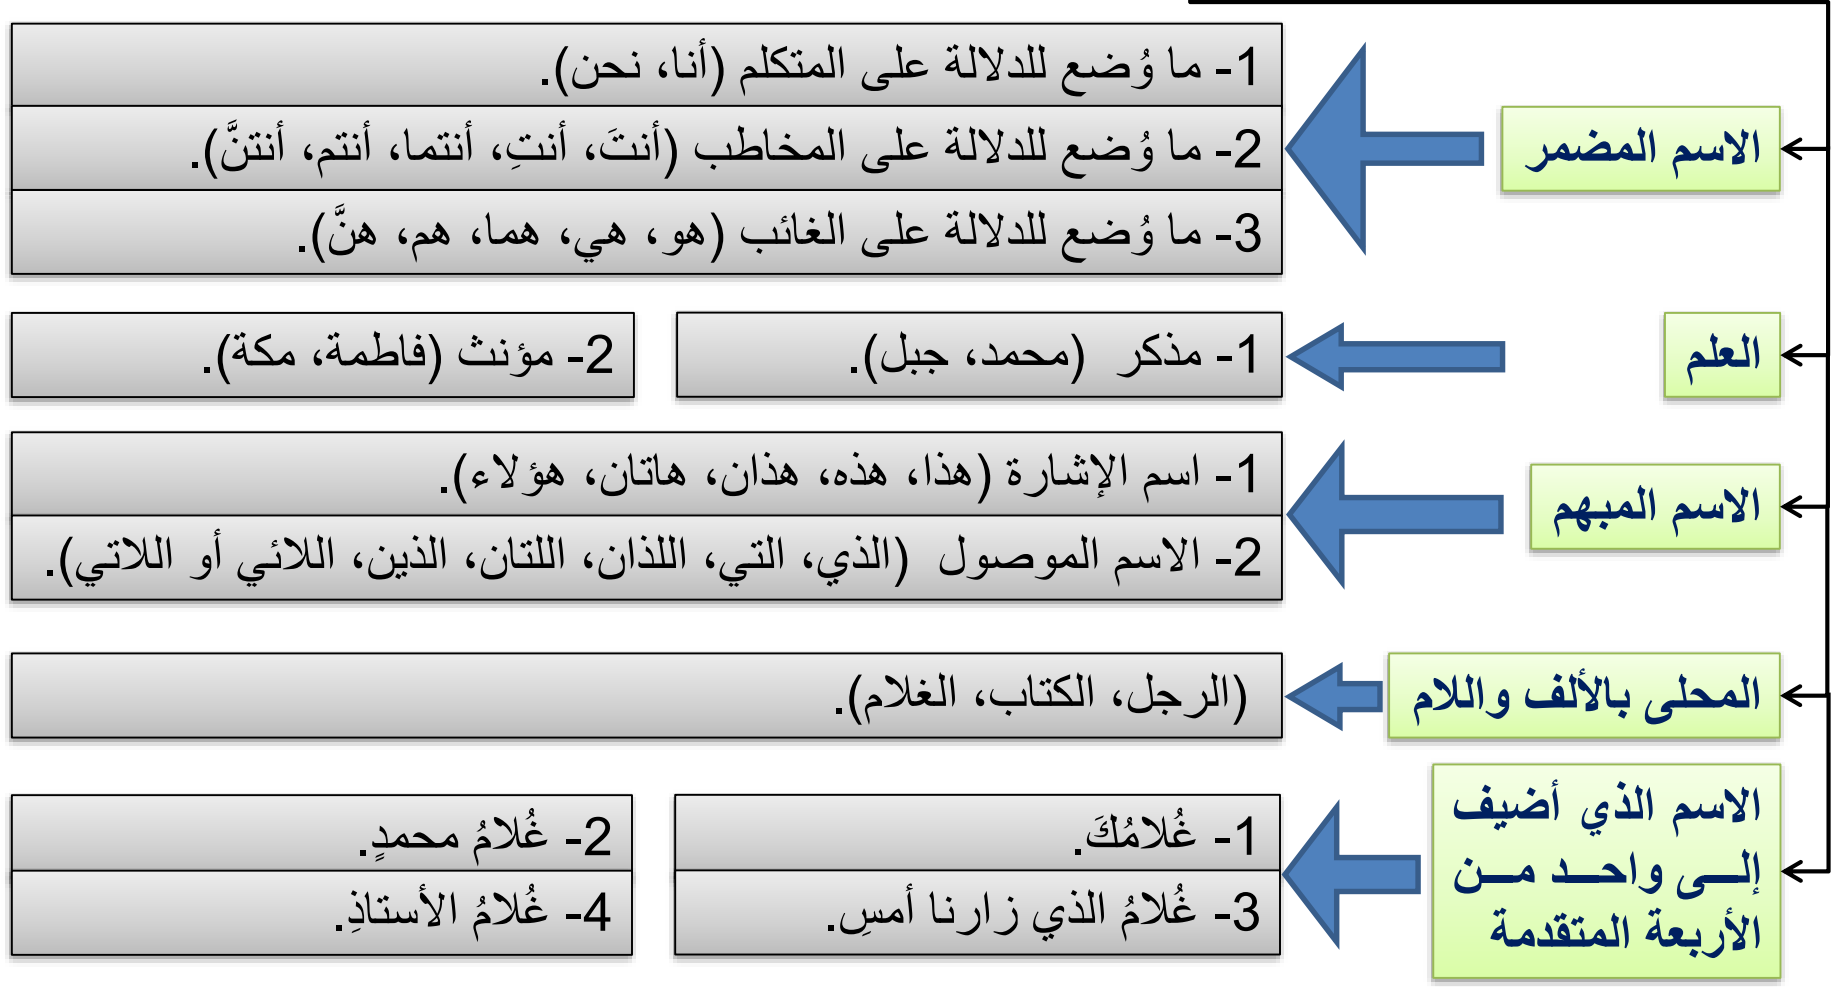 الاسم المضمر
1- ما وُضع للدلالة على المتكلم (أنا، نحن).
2- ما وُضع للدلالة على المخاطب (أنتَ، أنتِ، أنتما، أنتم، أنتنَّ).
3- ما وُضع للدلالة على الغائب (هو، هي، هما، هم، هنَّ).
العلم
1- مذكر (محمد، جبل).
2- مؤنث (فاطمة، مكة).
الاسم المبهم
1- اسم الإشارة (هذا، هذه، هذان، هاتان، هؤلاء).
2- الاسم الموصول (الذي، التي، اللذان، اللتان، الذين، اللائي أو اللاتي).
المحلى بالألف واللام
(الرجل، الكتاب، الغلام).
الاسم الذي أضيف
إلى واحد من
الأربعة المتقدمة
1- غُلامُكَ.
2- غُلامُ محمدٍ.
3- غُلامُ الذي زارنا أمسِ.
4- غُلامُ الأستاذِ.